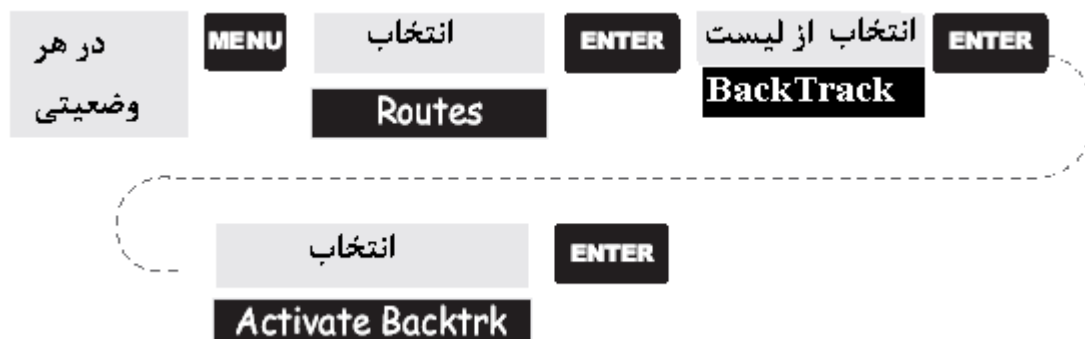 در هر
وضعیتی
MENU
انتخاب
Routes
ENTER
انتخاب از لیست
BackTrack
ENTER
انتخاب
Activate Backtrk
ENTER